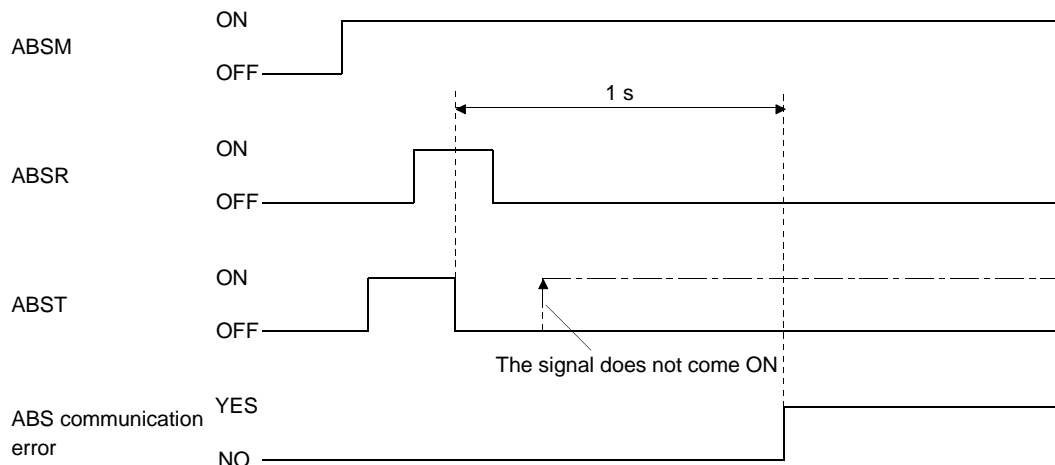 ON
ABSM
OFF
1 s
ON
ABSR
OFF
ON
ABST
OFF
The signal does not come ON
YES
ABS communication
error
NO